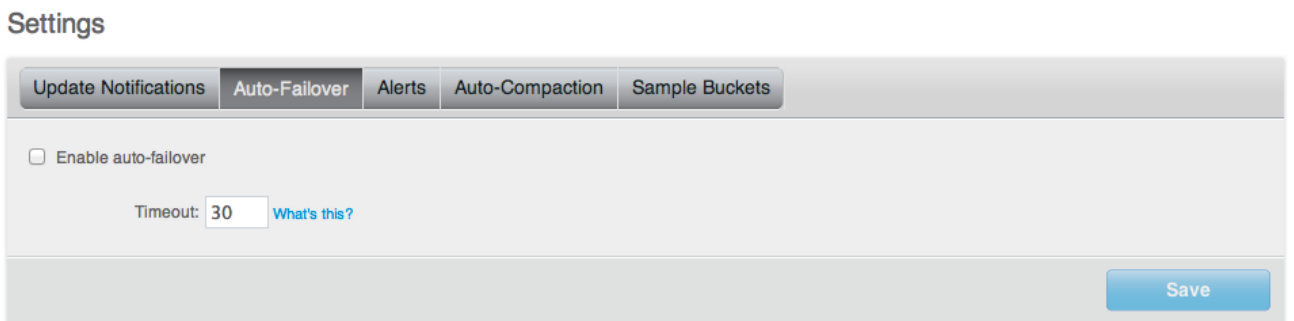 Settings
Update Notifications Auto-Failover Alerts Auto-Compaction Sample Buckets
Enable auto-failover
Timeout: 30 What's this?
Save